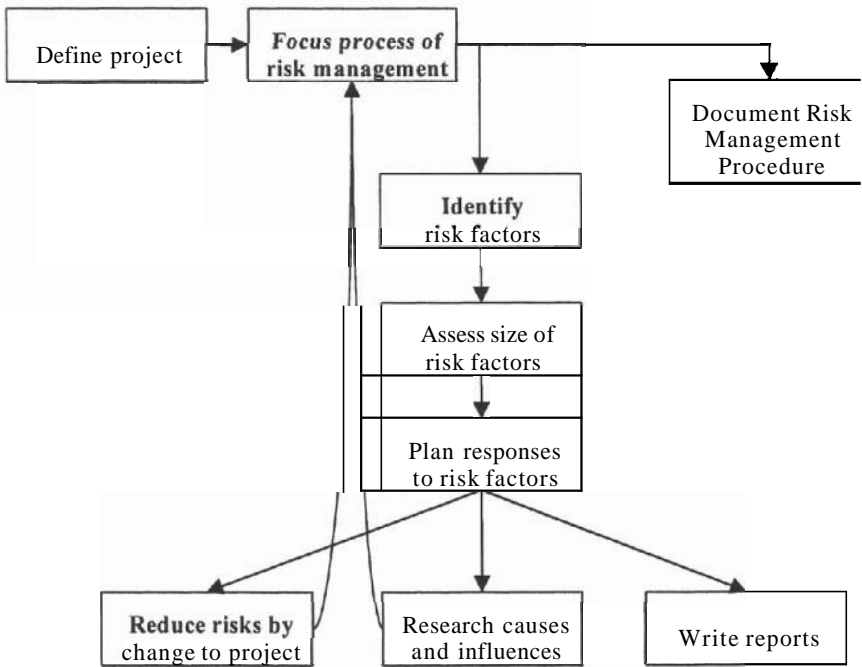 Define project
Focus process of
risk management
Document Risk
Management
Procedure
Identify
risk factors
Assess size of
risk factors
Plan responses
to risk factors
Reduce risks by
change to project
Research causes
and influences
Write reports